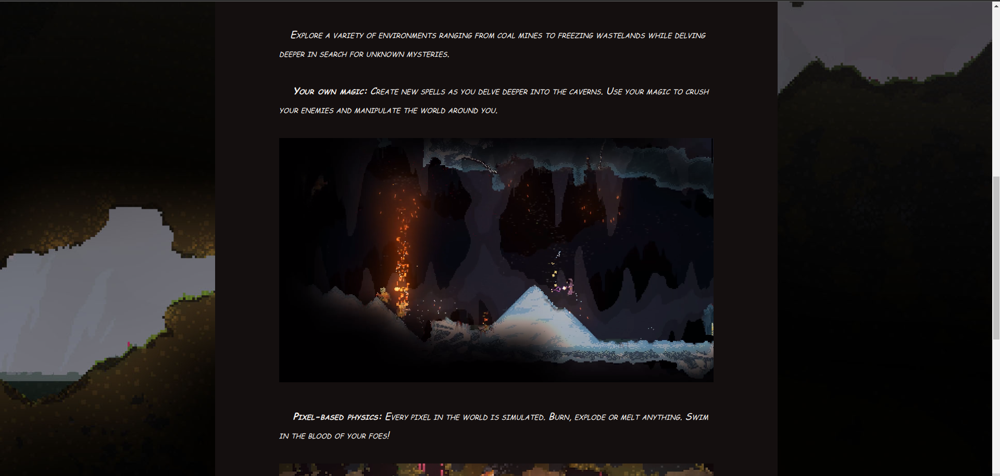 Explore a variety of environments ranging from coal mines to freezing wastelands while delving
deeper in search for unknown mysteries.
Your own magic: Create new spells as you delve deeper into the caverns. Use your magic to crush
your enemies and manipulate the world around you.
Pixel-based physics: Every pixel in the world is simulated. Burn, explode or melt anything. Swim
in the blood of your foes!